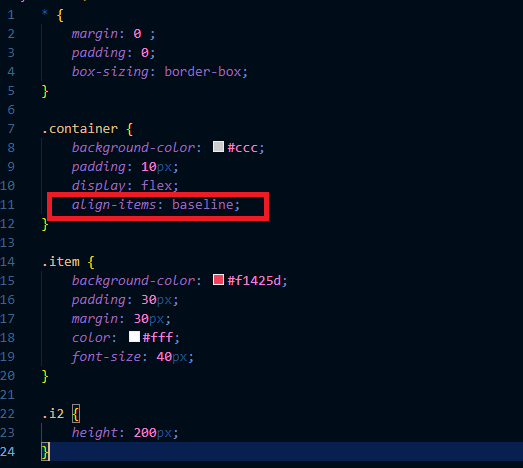 1 * {
2 margin: 0 ;
3 padding: 0;
4 box-sizing: border-box;
5 }
6
7 .container {
8 background-color: #ccc;
9 padding: 10px;
10 display: flex;
11 align-items: baseline;
12 }
13
14 .item {
15 background-color: #f1425d;
16 padding: 30px;
17 margin: 30px;
18 color: #fff;
19 font-size: 40px;
20 }
21
22 .i2 {
23 height: 200px;
24 }